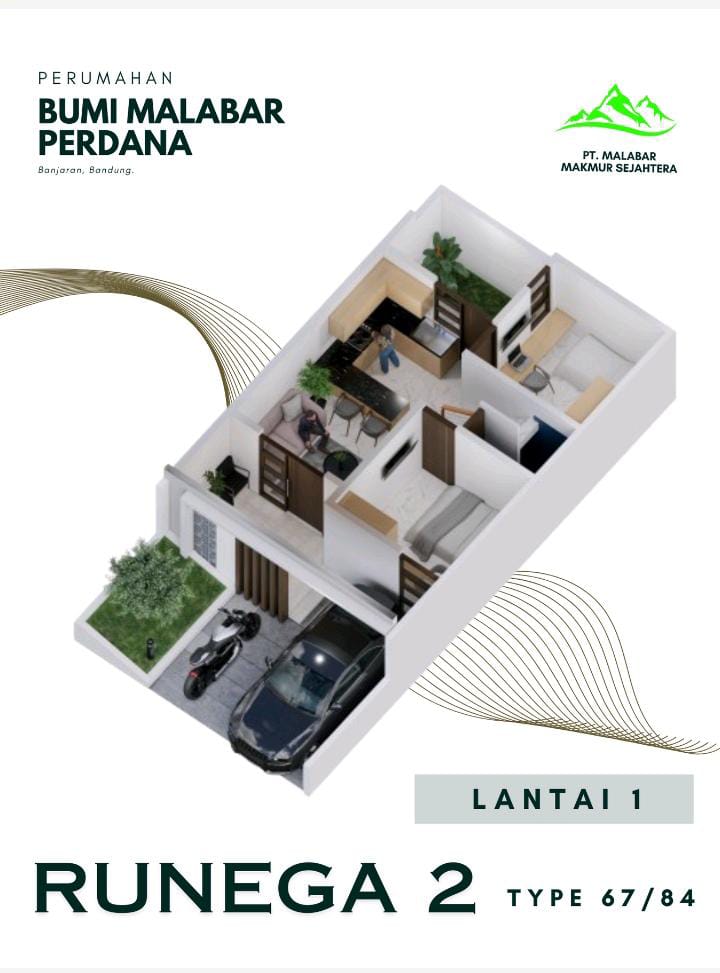 PERUMAHAN
BUMI MALABAR
PERDANA
Banjaran, Bandung.
PT. MALABAR
MAKMUR SEJAHTERA
LANTAI 1
RUNEGA 2
TYPE 67/84